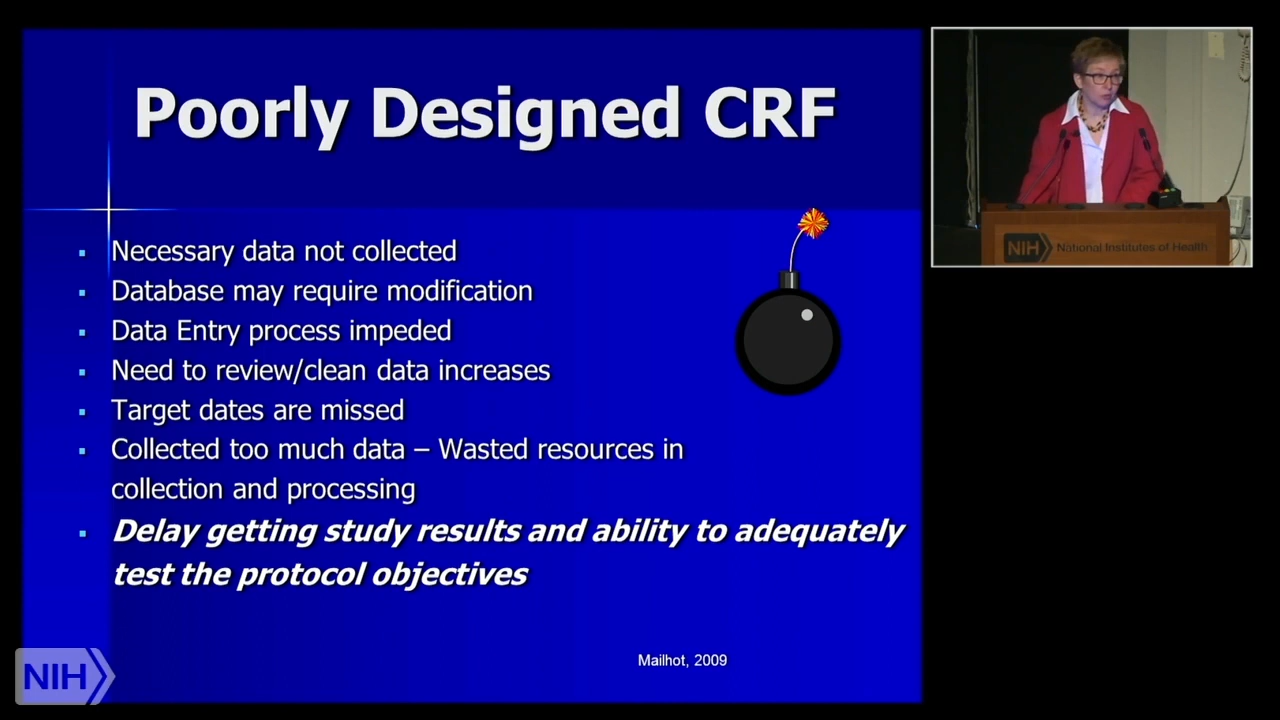 Poorly Designed CRF
Necessary data not collected
Database may require modification
Data Entry process impeded
Need to review/clean data increases
Target dates are missed
Collected too much data – Wasted resources in
collection and processing
Delay getting study results and ability to adequately
test the protocol objectives
Mailhot, 2009
NIH
NIH National Institutes of Health